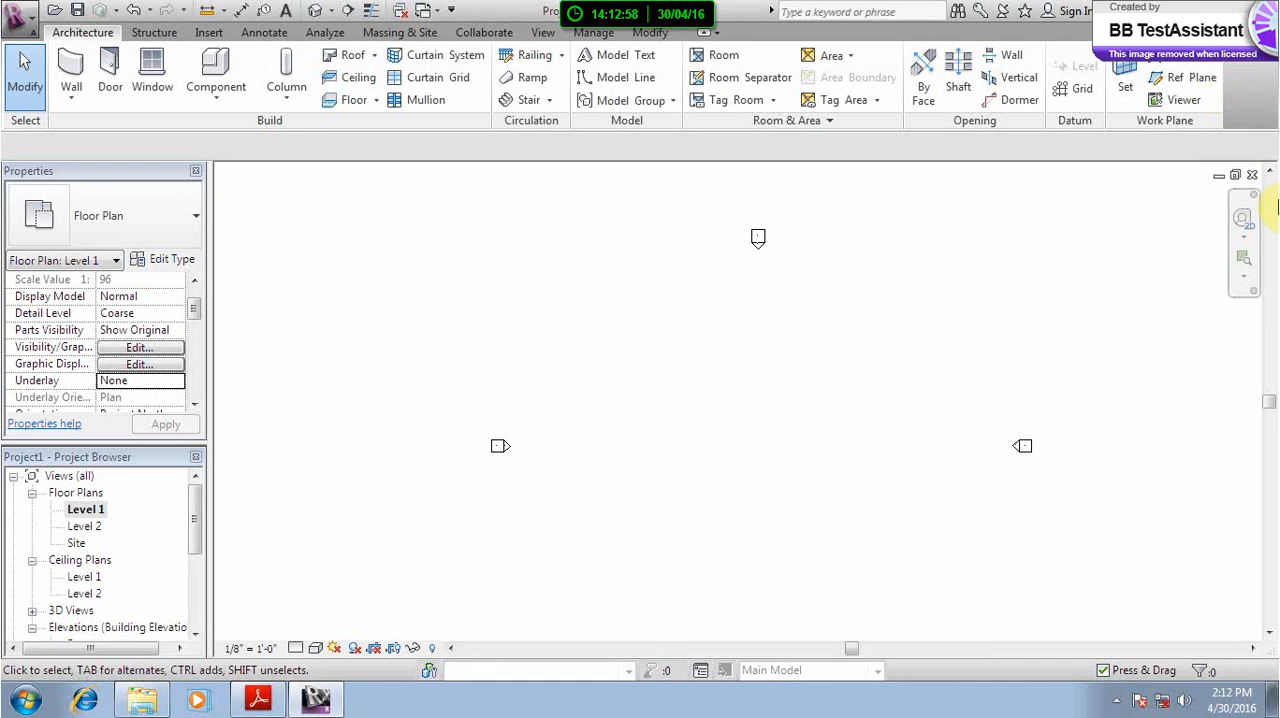 14:12:58 30/04/16
Type a keyword or phrase
Created by
BB TestAssistant
This image removed when licensed
Architecture Structure Insert Annotate Analyze Massing & Site Collaborate View Manage Modify
Modify Wall Door Window Component Column
Roof Ceiling Floor
Curtain System Curtain Grid Mullion
Railing Ramp Stair
Model Text Model Line Model Group
Room Room Separator Tag Room
Area Area Boundary Tag Area
By Face Shaft Wall Vertical Dormer
Level Grid
Set Ref Plane Viewer
Select Build Circulation Model Room & Area Opening Datum Work Plane
Properties
Floor Plan
Floor Plan: Level 1 Edit Type
Scale Value 1: 96
Display Model Normal
Detail Level Coarse
Parts Visibility Show Original
Visibility/Grap... Edit...
Graphic Displ... Edit...
Underlay None
Underlay Orie... Plan
Properties help Apply
Project1 - Project Browser
Views (all)
Floor Plans
Level 1
Level 2
Site
Ceiling Plans
Level 1
Level 2
3D Views
Elevations (Building Elevatio
2D
1/8" = 1'-0"
Click to select, TAB for alternates, CTRL adds, SHIFT unselects. :0 Main Model Press & Drag :0
2:12 PM
4/30/2016